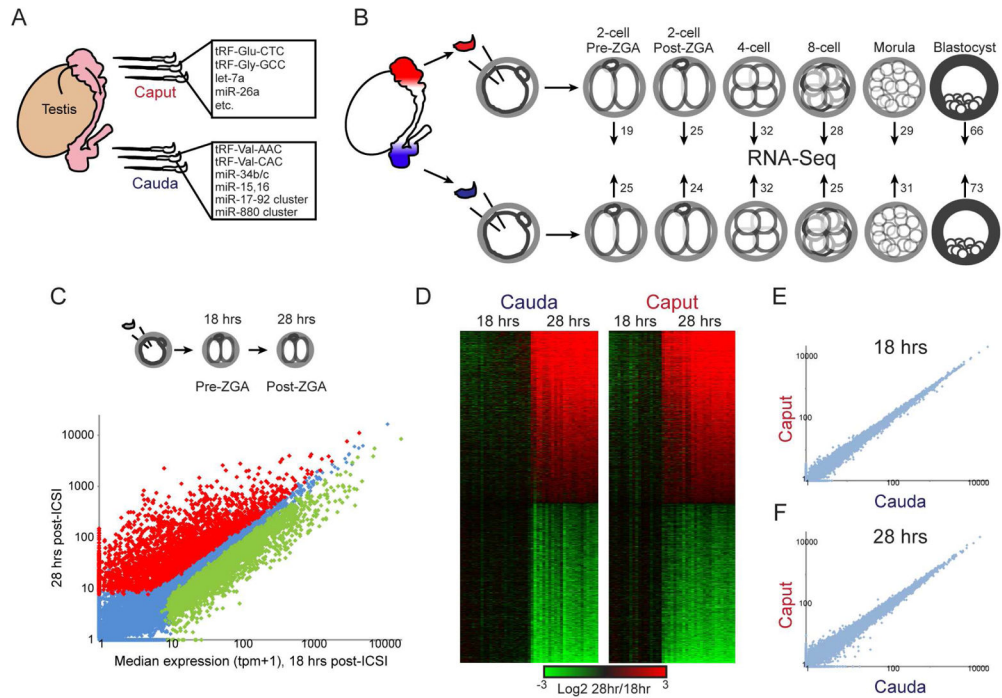 A
Testis
Caput
tRF-Glu-CTC
tRF-Gly-GCC
let-7a
miR-26a
etc.
Cauda
tRF-Val-AAC
tRF-Val-CAC
miR-34b/c
miR-15,16
miR-17-92 cluster
miR-880 cluster
B
2-cell
Pre-ZGA
2-cell
Post-ZGA
4-cell
8-cell
Morula
Blastocyst
19
25
32
28
29
66
RNA-Seq
25
24
32
25
31
73
C
18 hrs
28 hrs
Pre-ZGA
Post-ZGA
28 hrs post-ICSI
10000
1000
100
10
1
1
10
100
1000
10000
Median expression (tpm+1), 18 hrs post-ICSI
D
Cauda
Caput
18 hrs
28 hrs
18 hrs
28 hrs
-3
3
Log2 28hr/18hr
E
18 hrs
Caput
10000
100
1
1
100
10000
Cauda
F
28 hrs
Caput
10000
100
1
1
100
10000
Cauda